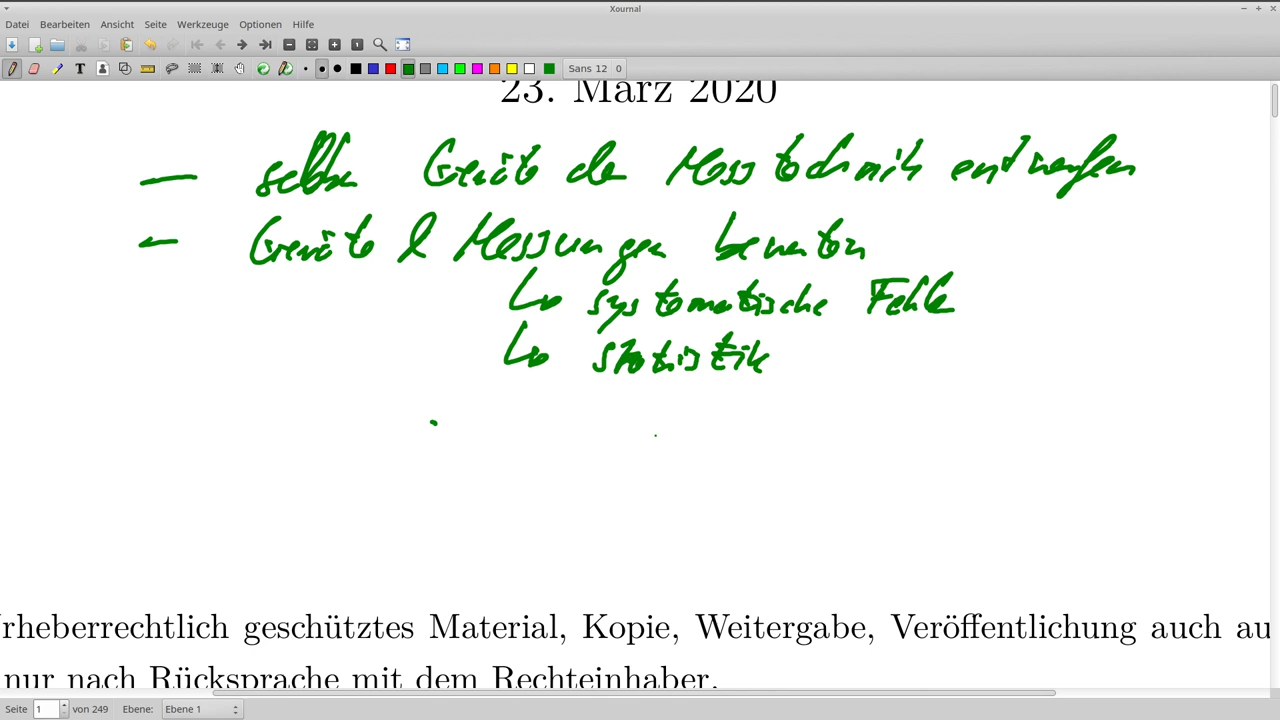 Xournal
Datei Bearbeiten Ansicht Seite Werkzeuge Optionen Hilfe
Sans 12 0
23. März 2020
— selber Geräte der Messtechnik entwerfen
— Geräte & Messungen bewerten
↳ systematische Fehler
↳ Statistik
Urheberrechtlich geschütztes Material, Kopie, Weitergabe, Veröffentlichung auch au
nur nach Rücksprache mit dem Rechteinhaber.
Seite 1 von 249 Ebene: Ebene 1